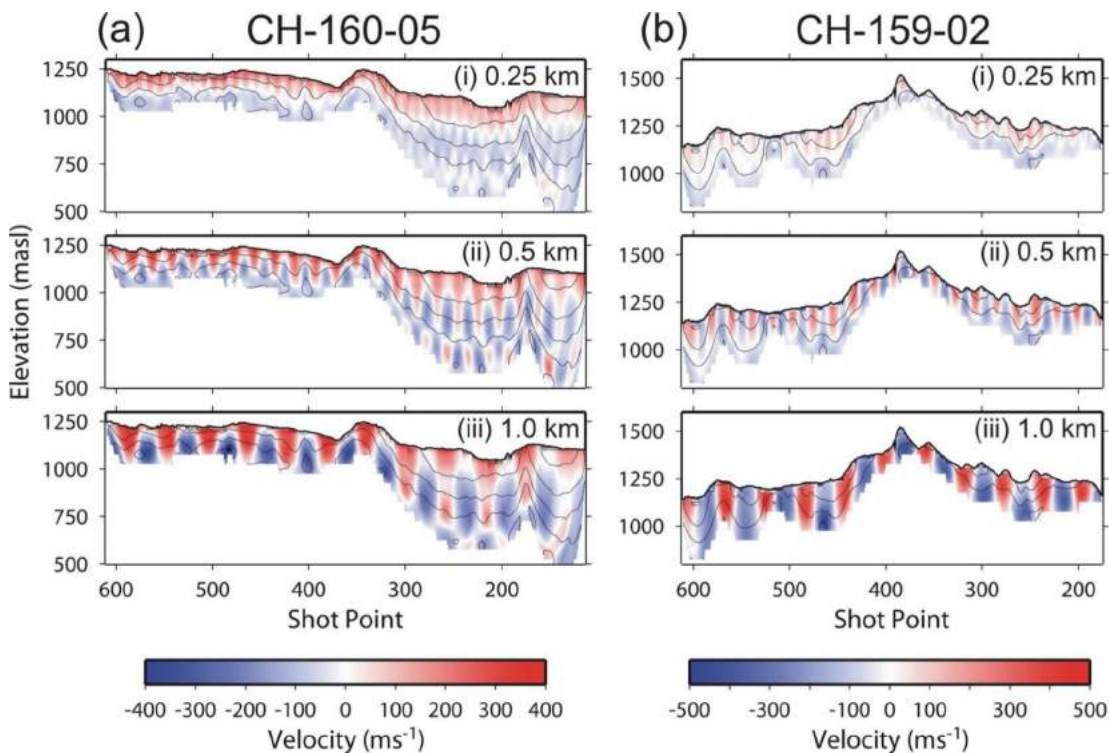 (a) CH-160-05
(b) CH-159-02
Elevation (masl)
(i) 0.25 km
1250
1000
750
500
(ii) 0.5 km
1250
1000
750
500
(iii) 1.0 km
1250
1000
750
500
600 500 400 300 200
Shot Point
-400 -300 -200 -100 0 100 200 300 400
Velocity (ms⁻¹)
(i) 0.25 km
1500
1250
1000
(ii) 0.5 km
1500
1250
1000
(iii) 1.0 km
1500
1250
1000
600 500 400 300 200
Shot Point
-500 -400 -300 -200 -100 0 100 200 300 400 500
Velocity (ms⁻¹)